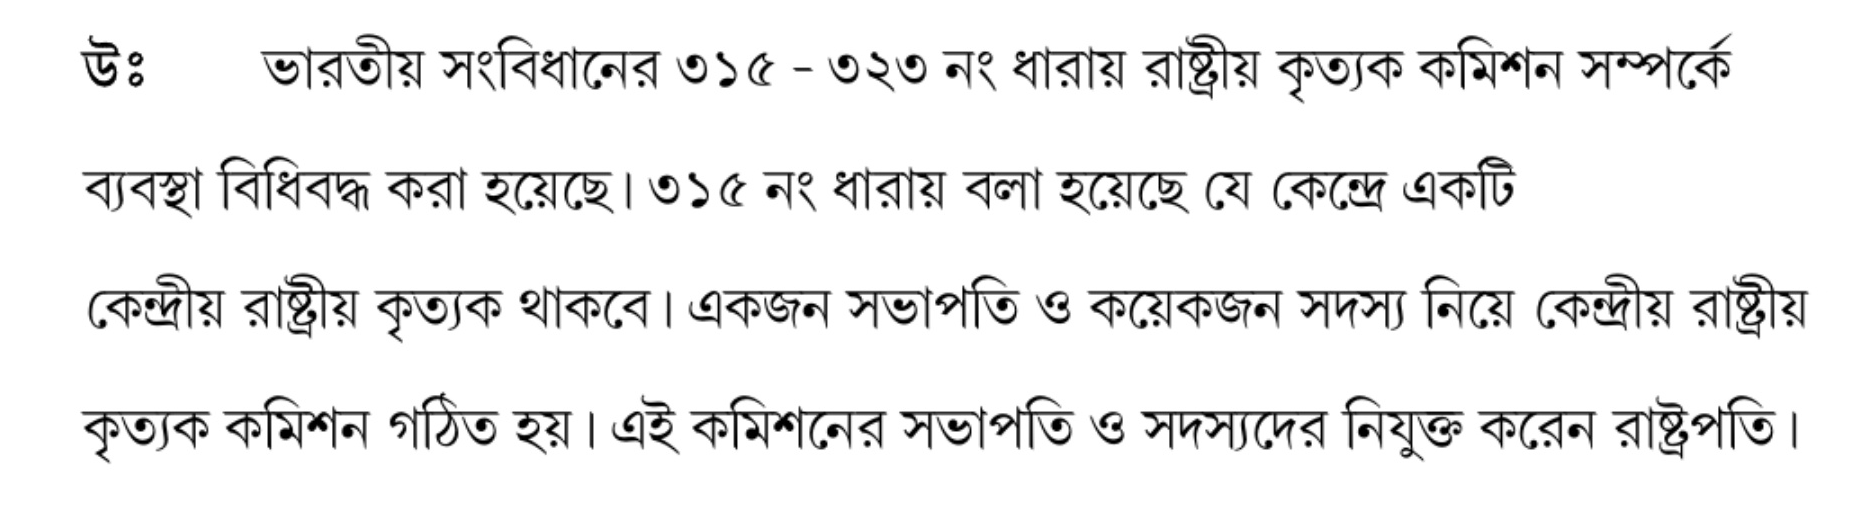 উঃ ভারতীয় সংবিধানের ৩১৫ - ৩২৩ নং ধারায় রাষ্ট্রীয় কৃত্যক কমিশন সম্পর্কে
ব্যবস্থা বিধিবদ্ধ করা হয়েছে। ৩১৫ নং ধারায় বলা হয়েছে যে কেন্দ্রে একটি
কেন্দ্রীয় রাষ্ট্রীয় কৃত্যক থাকবে। একজন সভাপতি ও কয়েকজন সদস্য নিয়ে কেন্দ্রীয় রাষ্ট্রীয়
কৃত্যক কমিশন গঠিত হয়। এই কমিশনের সভাপতি ও সদস্যদের নিযুক্ত করেন রাষ্ট্রপতি।